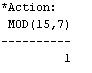 *Action:
MOD(15,7)
----------
1